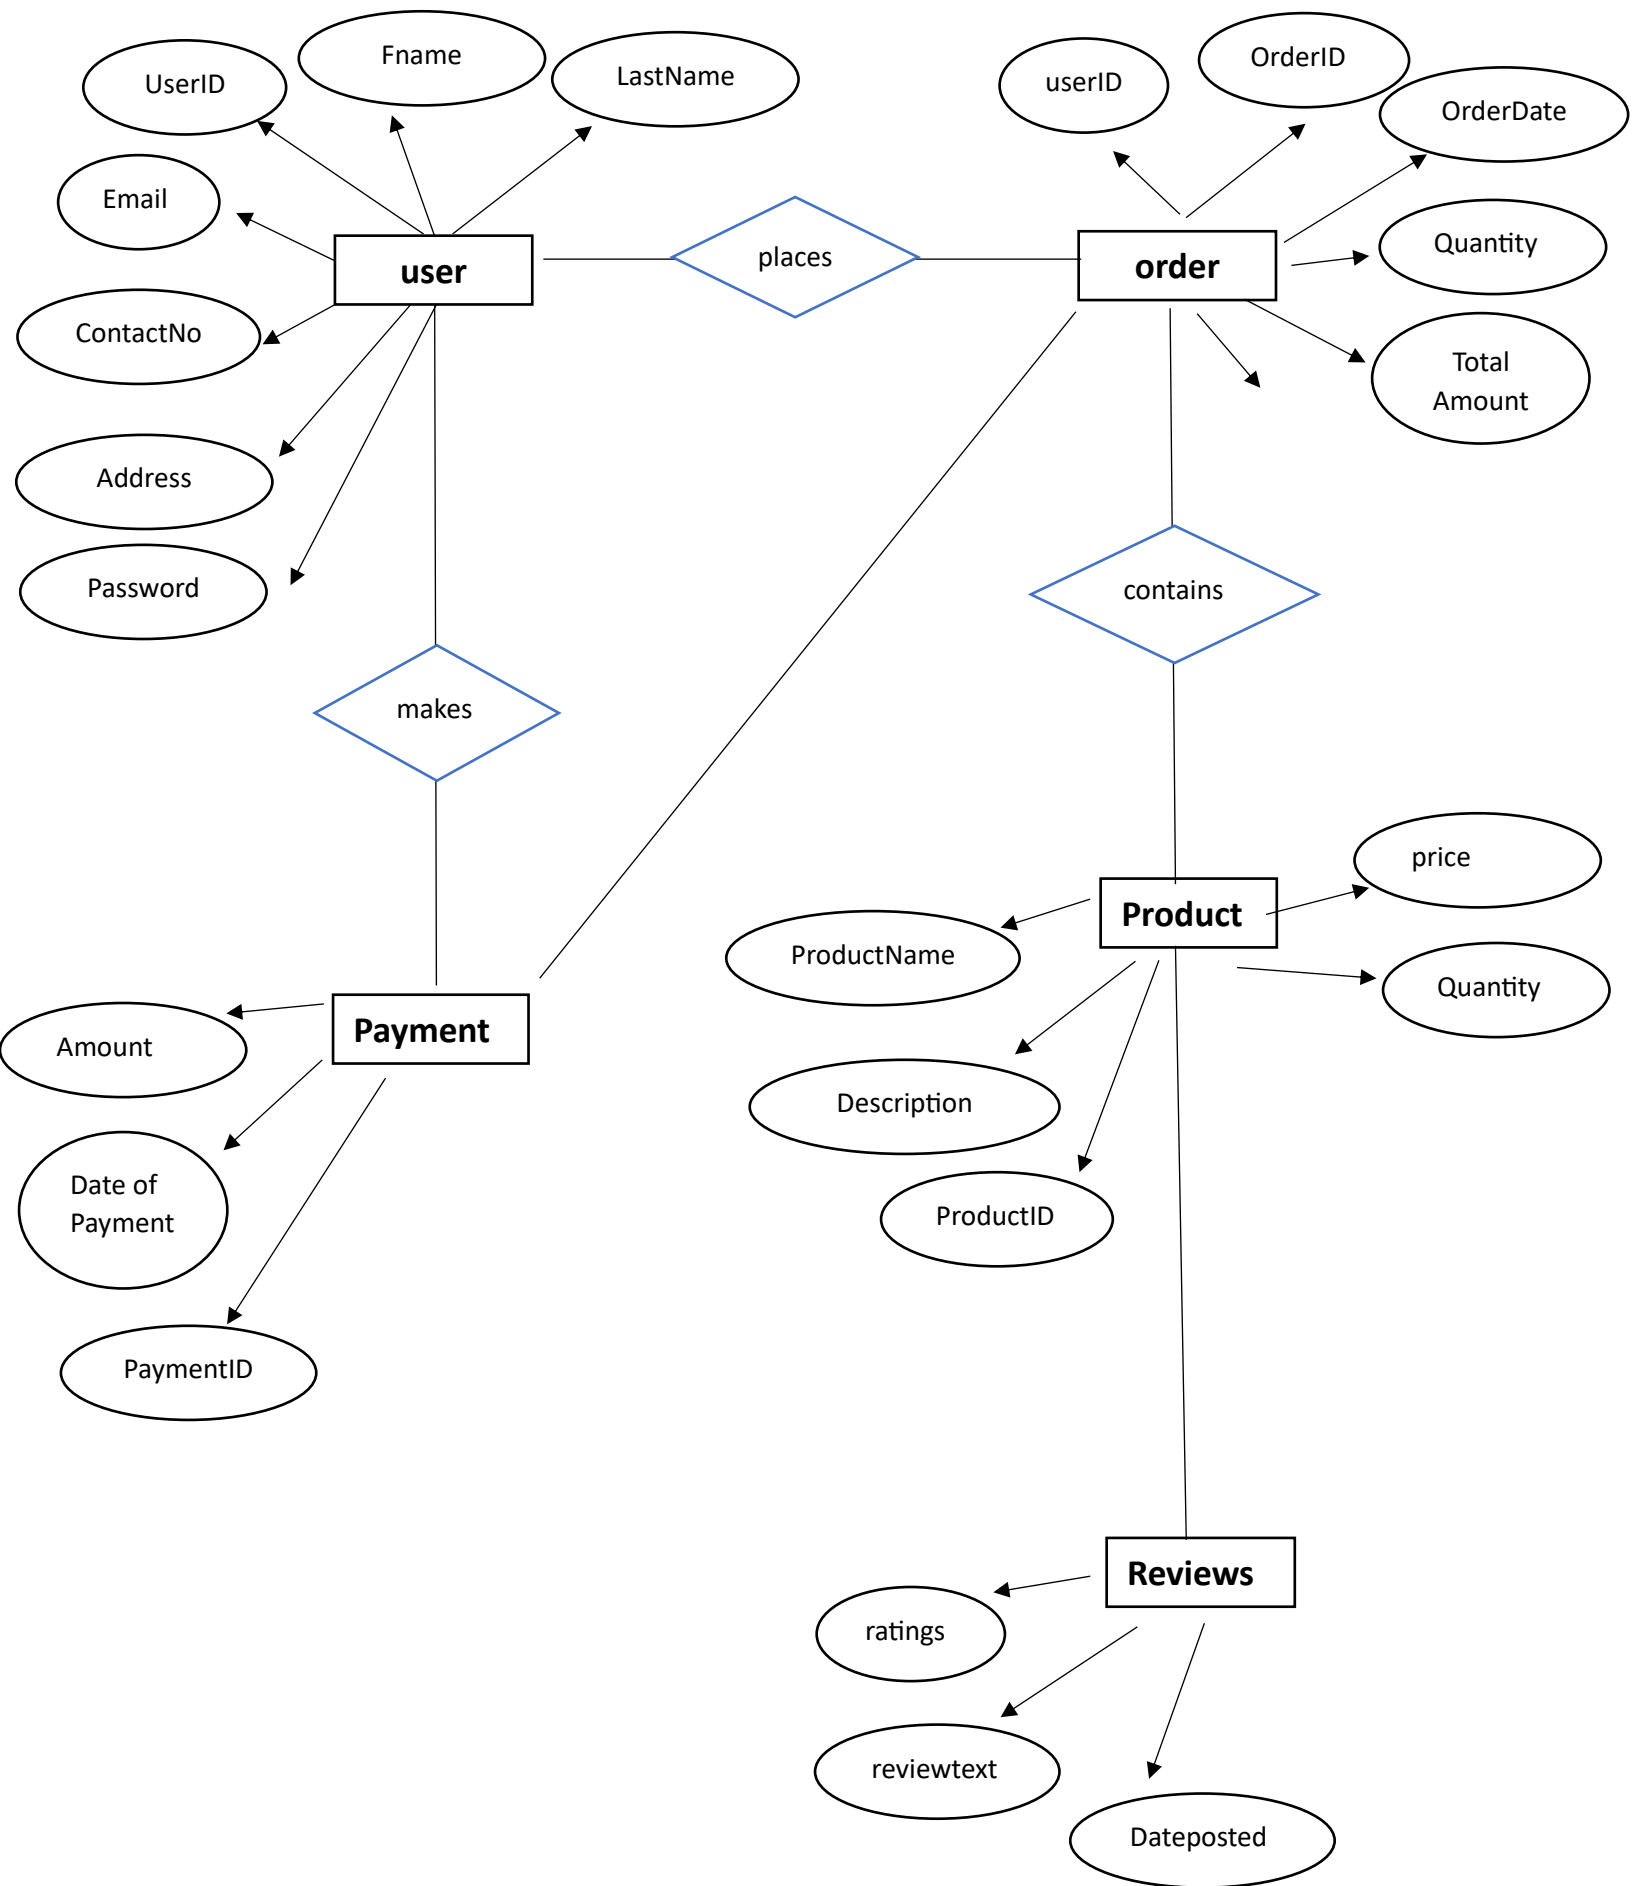 Fname
UserID
LastName
userID
OrderID
OrderDate
Email
user
places
order
Quantity
ContactNo
Total
Amount
Address
Password
contains
makes
price
Product
ProductName
Quantity
Payment
Amount
Description
Date of
Payment
ProductID
PaymentID
Reviews
ratings
reviewtext
Dateposted